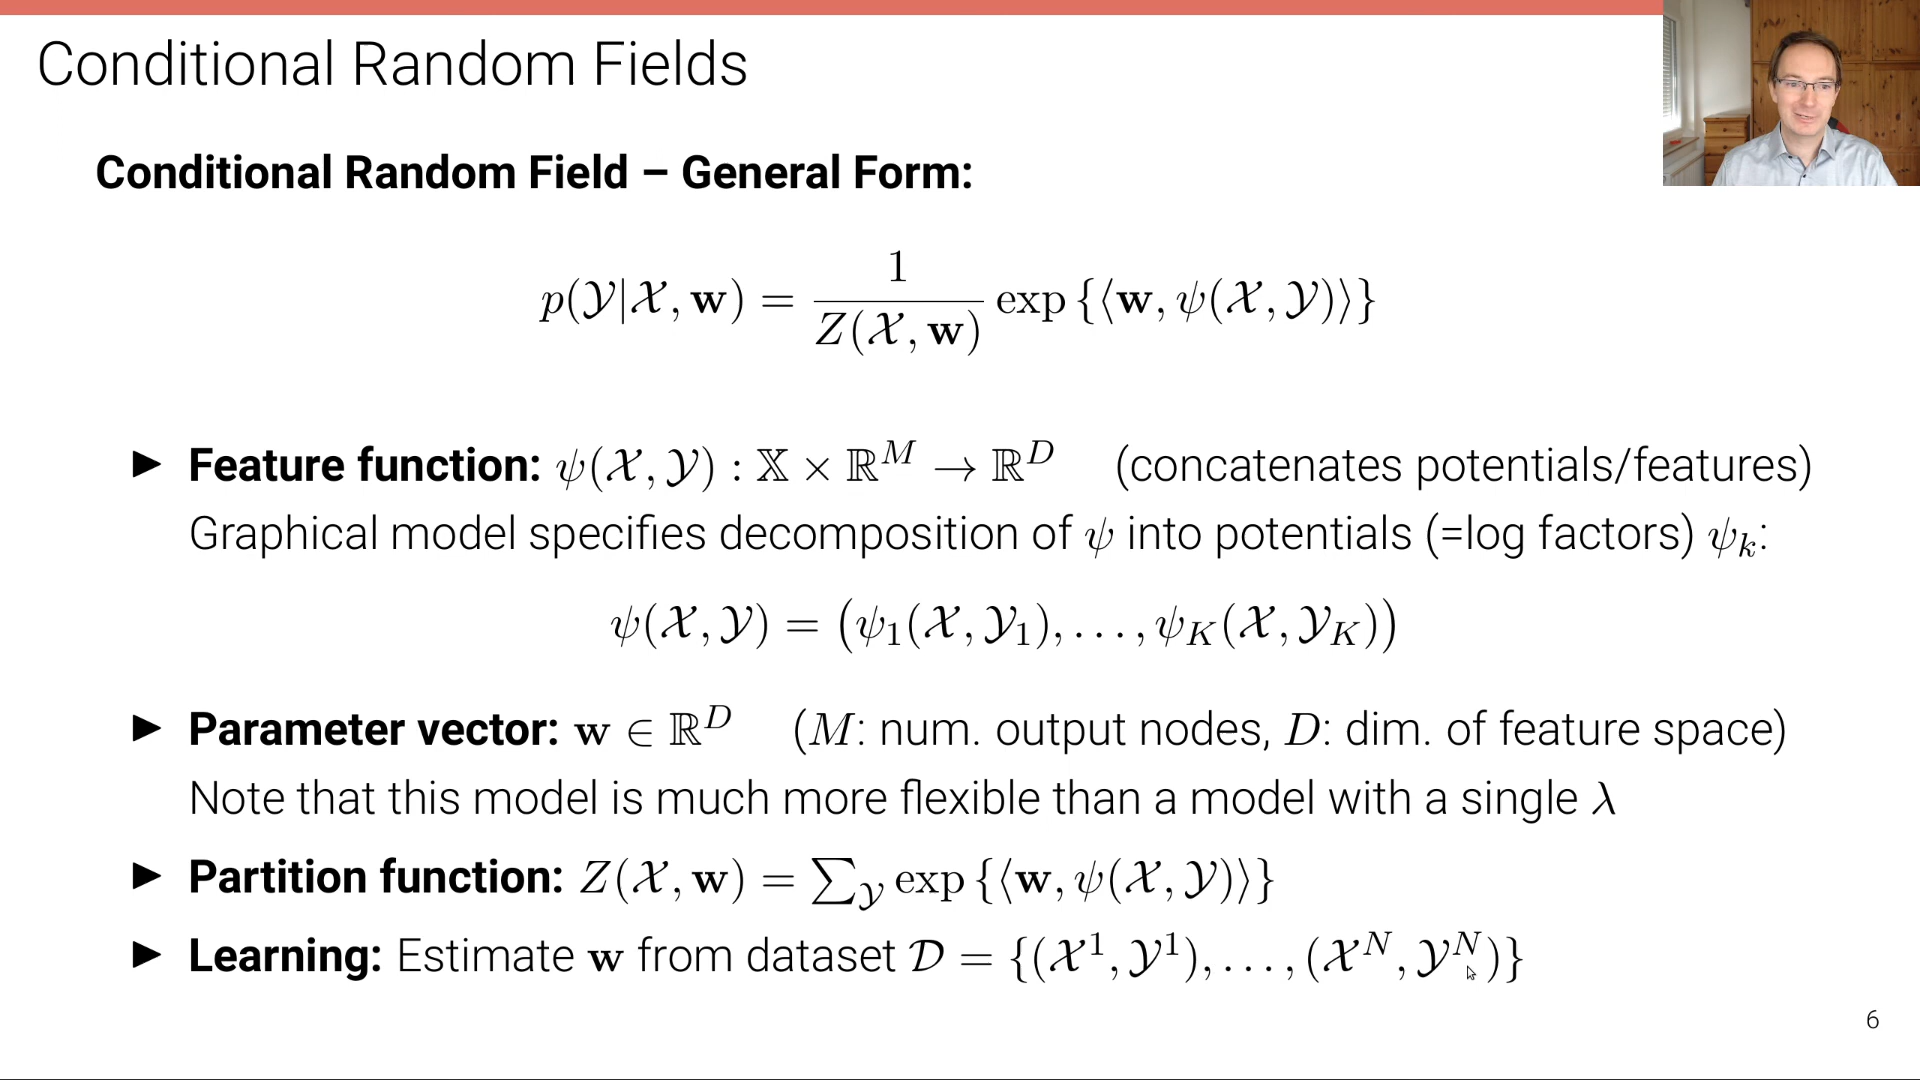 Conditional Random Fields
Conditional Random Field – General Form:
p(𝒴|𝒳, 𝐰) = 1 / Z(𝒳, 𝐰) exp {⟨𝐰, ψ(𝒳, 𝒴)⟩}
▶ Feature function: ψ(𝒳, 𝒴) : 𝕏 × ℝ^M → ℝ^D (concatenates potentials/features)
Graphical model specifies decomposition of ψ into potentials (=log factors) ψ_k:
ψ(𝒳, 𝒴) = (ψ_1(𝒳, 𝒴_1), . . . , ψ_K(𝒳, 𝒴_K))
▶ Parameter vector: 𝐰 ∈ ℝ^D (M: num. output nodes, D: dim. of feature space)
Note that this model is much more flexible than a model with a single λ
▶ Partition function: Z(𝒳, 𝐰) = ∑_𝒴 exp {⟨𝐰, ψ(𝒳, 𝒴)⟩}
▶ Learning: Estimate 𝐰 from dataset 𝒟 = {(𝒳^1, 𝒴^1), . . . , (𝒳^N, 𝒴^N)}
6